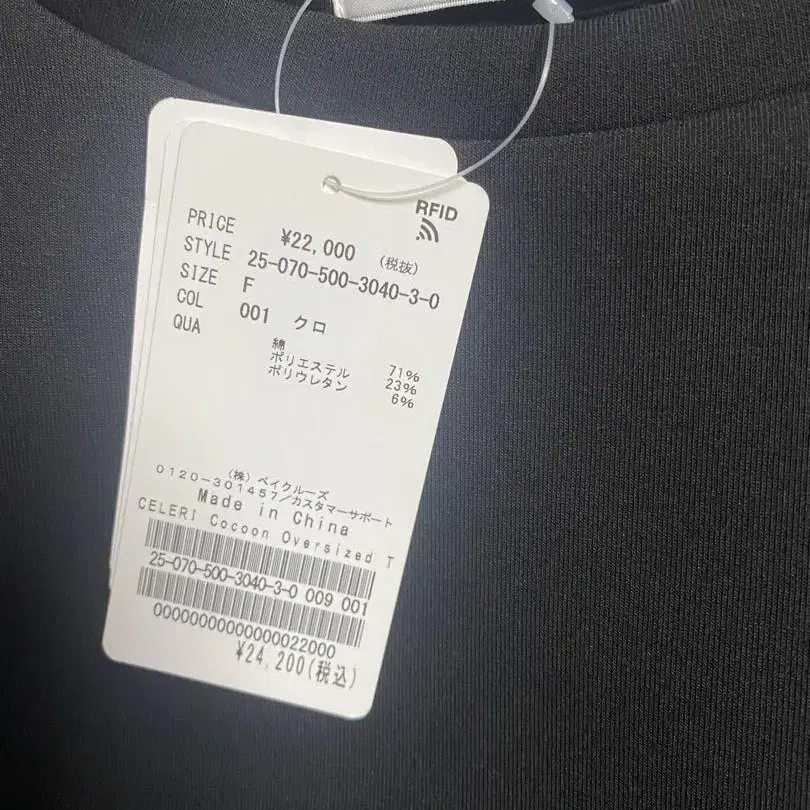 RFID
PRICE ¥22,000 (税抜)
STYLE 25-070-500-3040-3-0
SIZE F
COL 001 クロ
QUA
綿 71%
ポリエステル 23%
ポリウレタン 6%
(株) ベイクルーズ
0120-301457/カスタマーサポート
Made in China
CELERI Cocoon Oversized T
25-070-500-3040-3-0 009 001
00000000000000022000
¥24,200(税込)